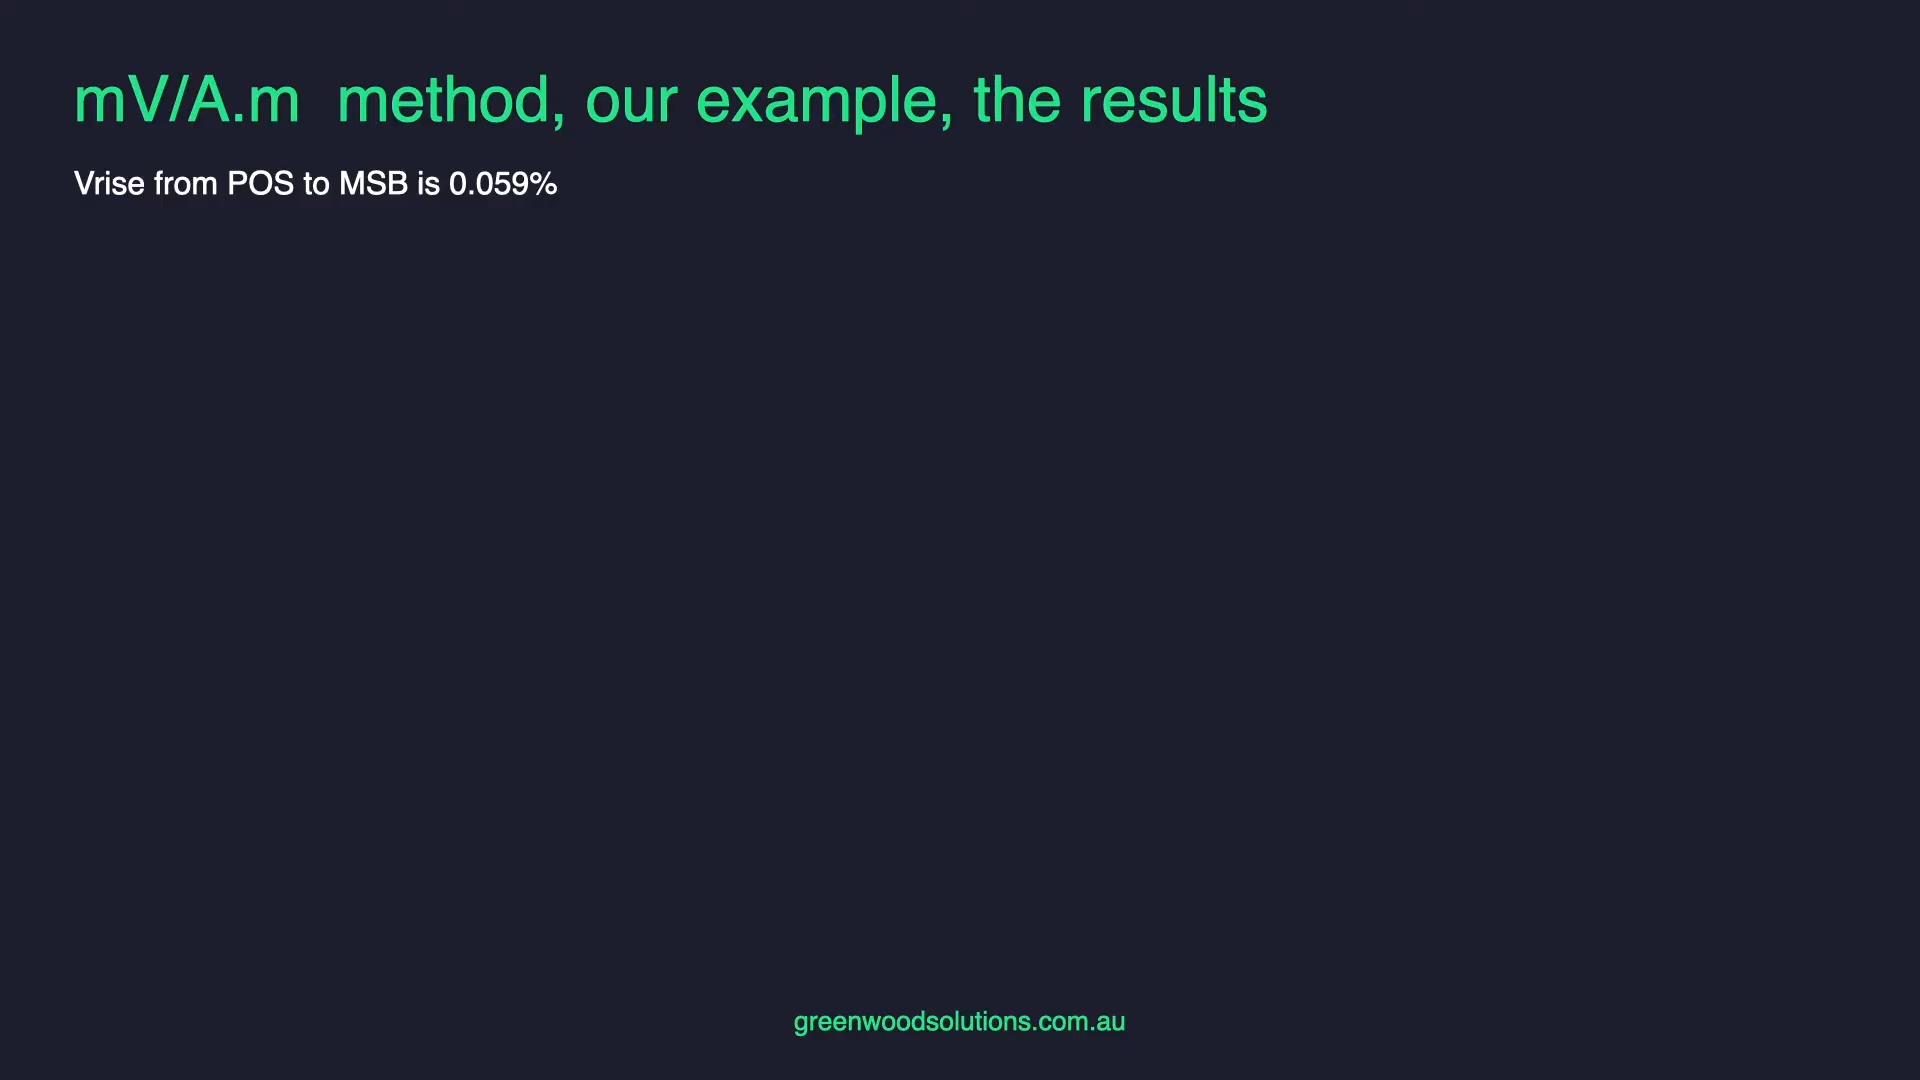 mV/A.m  method, our example, the results
Vrise from POS to MSB is 0.059%
greenwoodsolutions.com.au